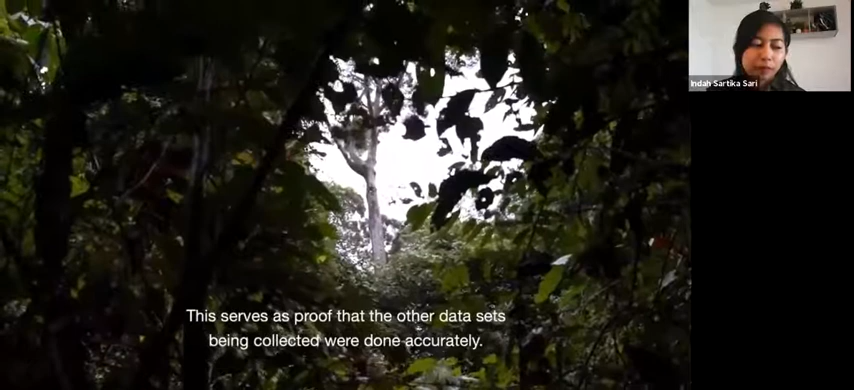 Indah Sartika Sari
This serves as proof that the other data sets
being collected were done accurately.